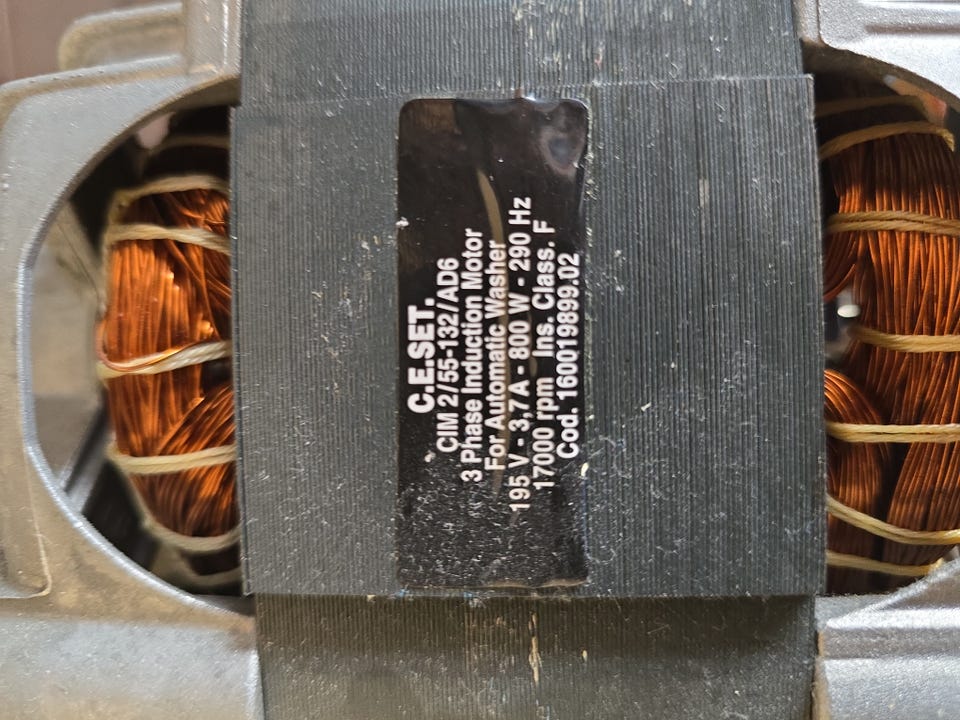 C.E.SET.
CIM 2/55-132/AD6
3 Phase Induction Motor
For Automatic Washer
195 V - 3,7A - 800 W - 290 Hz
17000 rpm Ins. Class. F
Cod. 160019899.02